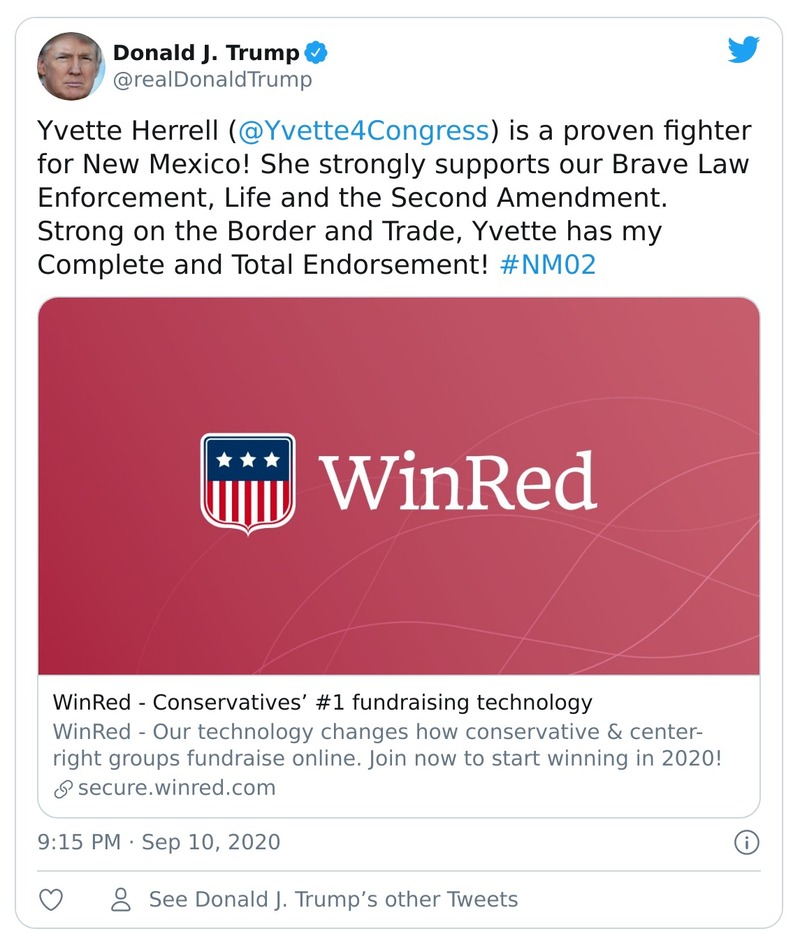 Donald J. Trump
@realDonaldTrump
Yvette Herrell (@Yvette4Congress) is a proven fighter
for New Mexico! She strongly supports our Brave Law
Enforcement, Life and the Second Amendment.
Strong on the Border and Trade, Yvette has my
Complete and Total Endorsement! #NM02
WinRed
WinRed - Conservatives’ #1 fundraising technology
WinRed - Our technology changes how conservative & center-
right groups fundraise online. Join now to start winning in 2020!
secure.winred.com
9:15 PM · Sep 10, 2020
See Donald J. Trump’s other Tweets